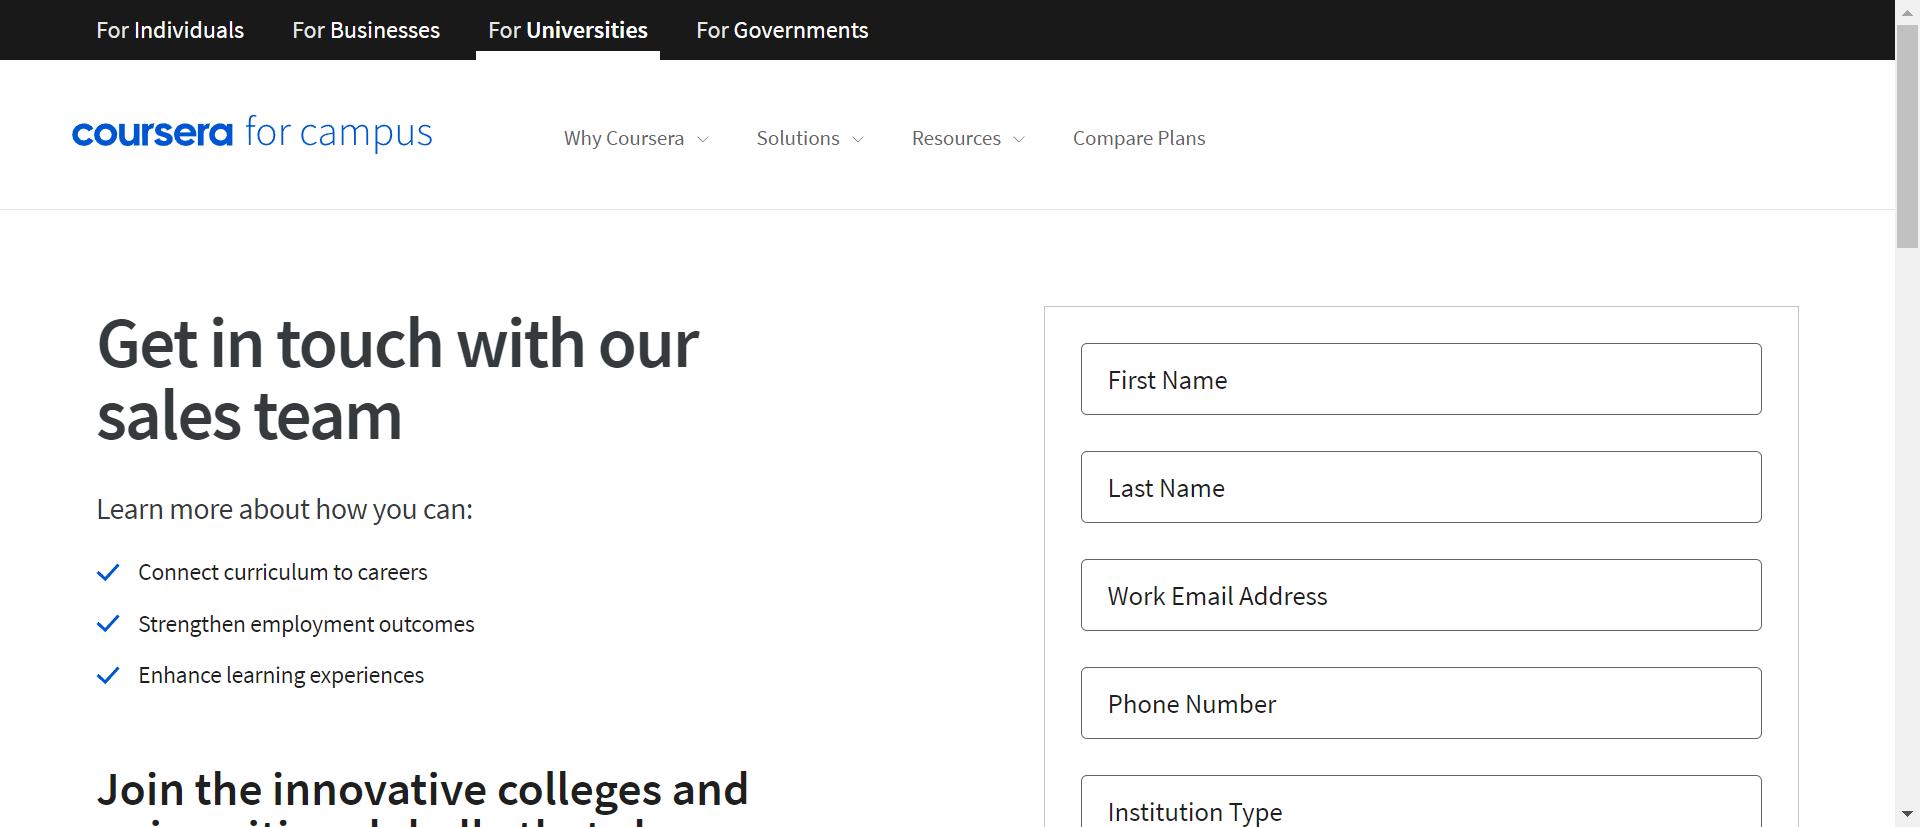 For Individuals For Businesses For Universities For Governments
coursera for campus Why Coursera Solutions Resources Compare Plans
Get in touch with our
sales team
Learn more about how you can:
Connect curriculum to careers
Strengthen employment outcomes
Enhance learning experiences
Join the innovative colleges and
First Name
Last Name
Work Email Address
Phone Number
Institution Type